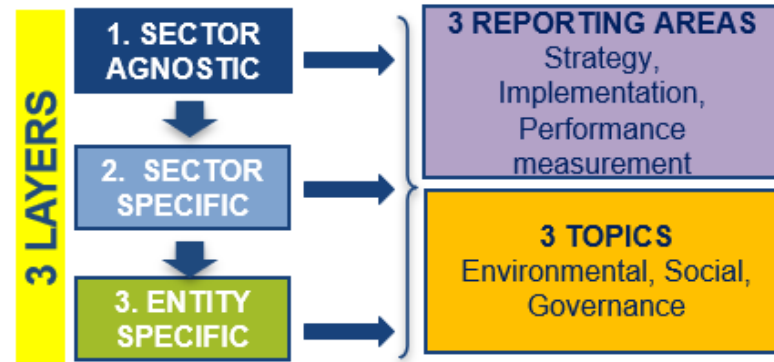 3 LAYERS
1. SECTOR
AGNOSTIC
2. SECTOR
SPECIFIC
3. ENTITY
SPECIFIC
3 REPORTING AREAS
Strategy,
Implementation,
Performance
measurement
3 TOPICS
Environmental, Social,
Governance